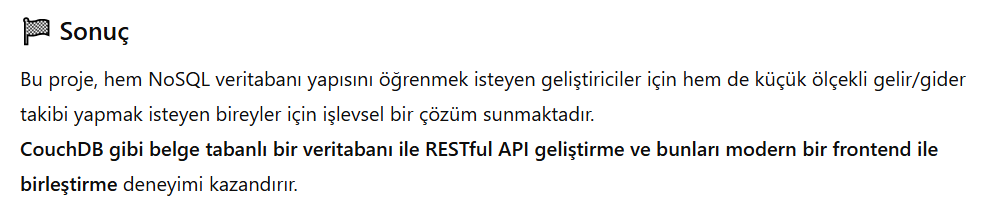 Sonuç
Bu proje, hem NoSQL veritabanı yapısını öğrenmek isteyen geliştiriciler için hem de küçük ölçekli gelir/gider
takibi yapmak isteyen bireyler için işlevsel bir çözüm sunmaktadır.
CouchDB gibi belge tabanlı bir veritabanı ile RESTful API geliştirme ve bunları modern bir frontend ile
birleştirme deneyimi kazandırır.